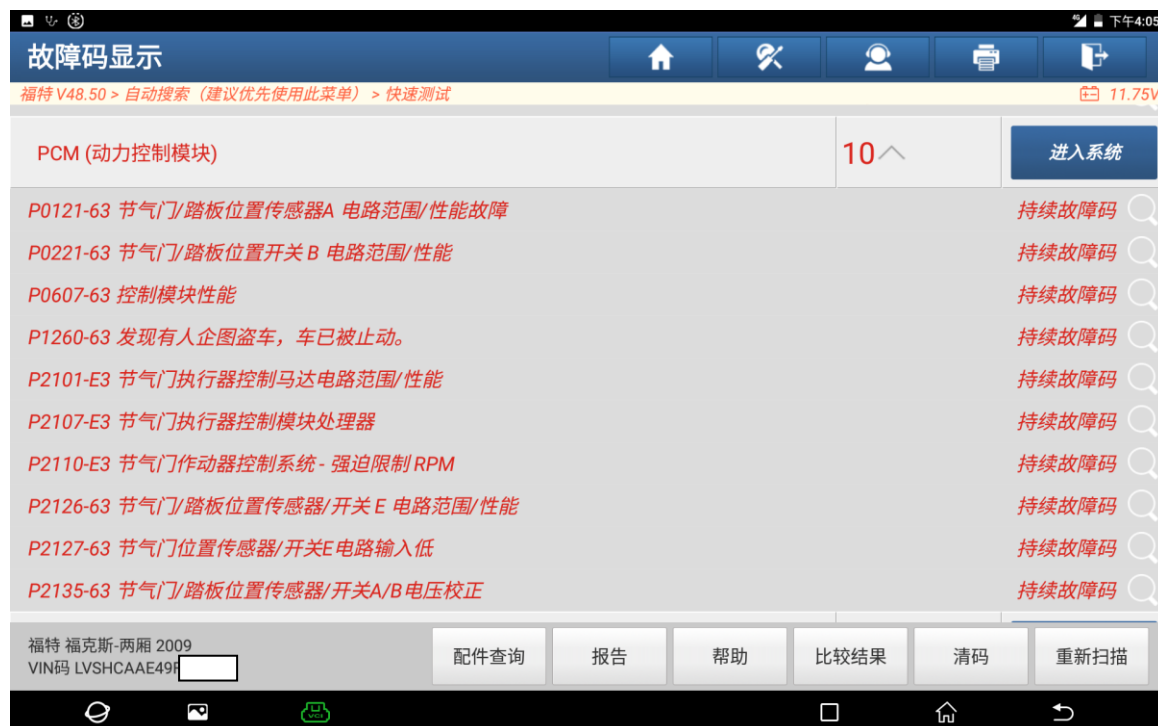 下午4:05
故障码显示
福特 V48.50 > 自动搜索（建议优先使用此菜单） > 快速测试
11.75V
PCM (动力控制模块)
10
进入系统
P0121-63 节气门/踏板位置传感器A 电路范围/性能故障
持续故障码
P0221-63 节气门/踏板位置开关 B 电路范围/性能
持续故障码
P0607-63 控制模块性能
持续故障码
P1260-63 发现有人企图盗车，车已被止动。
持续故障码
P2101-E3 节气门执行器控制马达电路范围/性能
持续故障码
P2107-E3 节气门执行器控制模块处理器
持续故障码
P2110-E3 节气门作动器控制系统 - 强迫限制 RPM
持续故障码
P2126-63 节气门/踏板位置传感器/开关 E 电路范围/性能
持续故障码
P2127-63 节气门位置传感器/开关E电路输入低
持续故障码
P2135-63 节气门/踏板位置传感器/开关A/B电压校正
持续故障码
福特 福克斯-两厢 2009
VIN码 LVSHCAAE49F
配件查询
报告
帮助
比较结果
清码
重新扫描
VCI